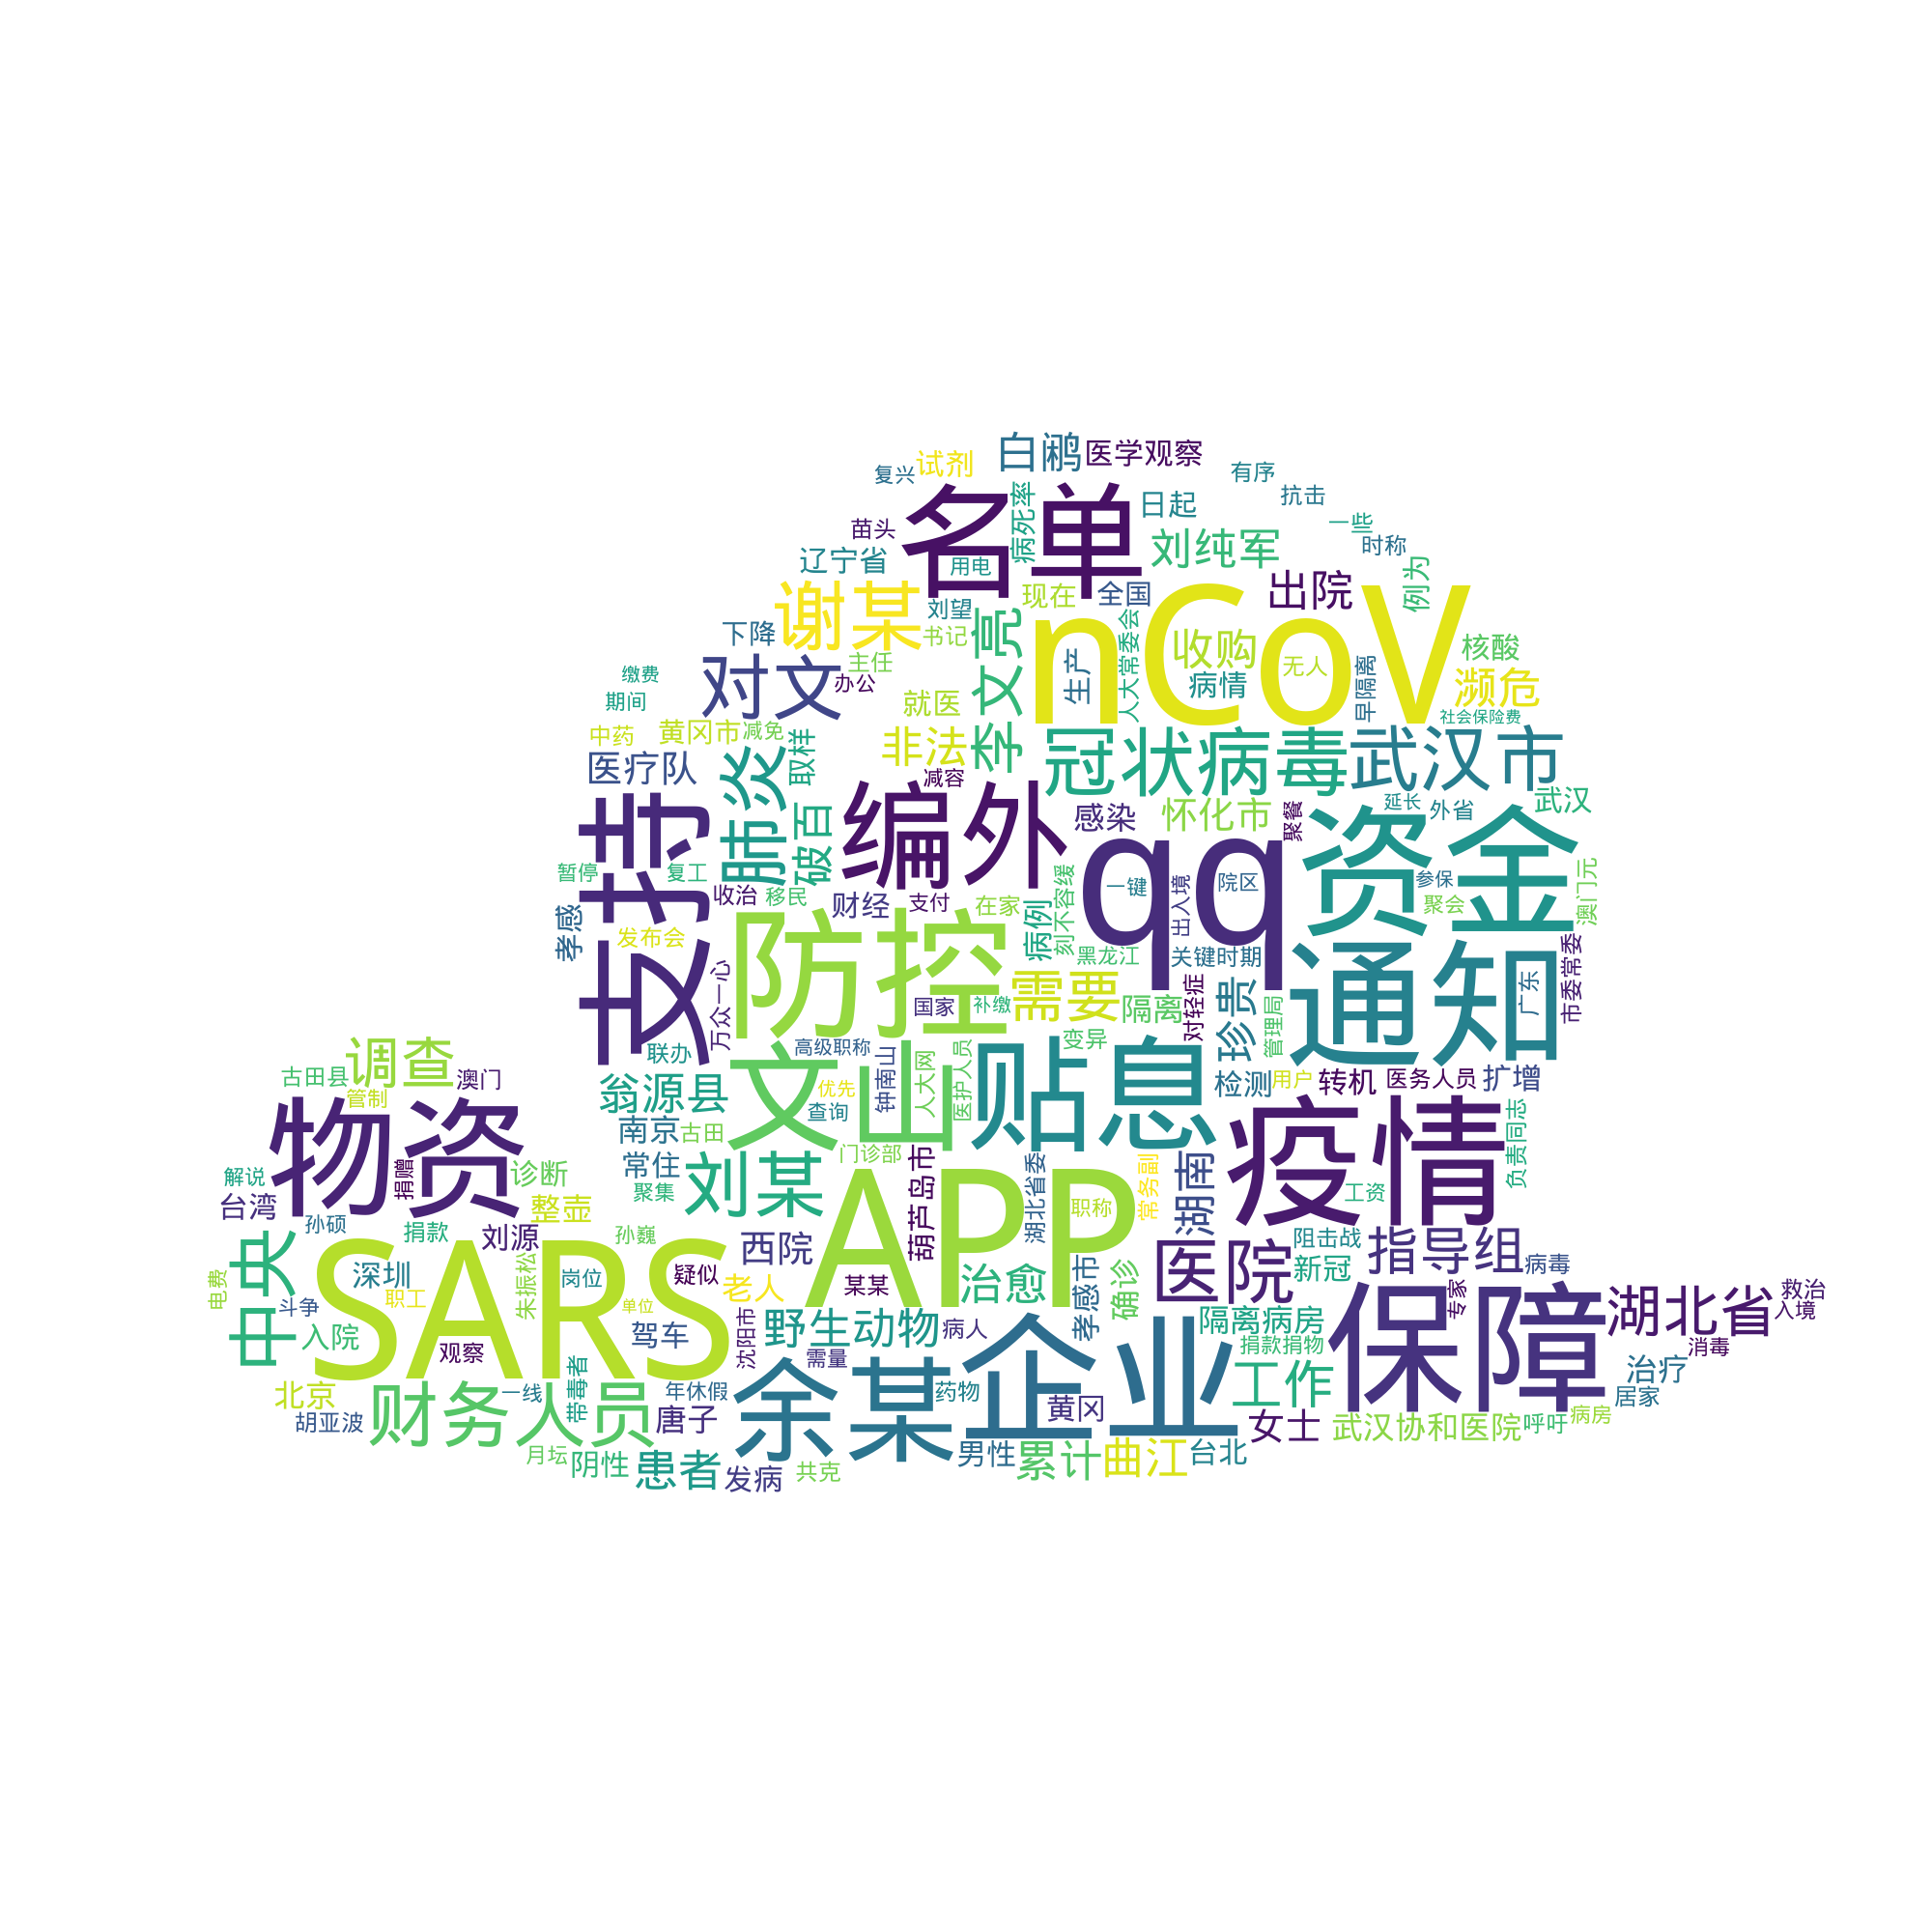 白鹇
医学观察
复兴
试剂
有序
抗击
名单
病死率
日起
一些
苗头
时称
辽宁省
用电
刘纯军
例为
谢某
刘望
现在
全国
出院
nCoV
下降
书记
李文亮
人大常委会
收购
无人
核酸
缴费
对文
主任
办公
生产
病情
早隔离
濒危
期间
就医
社会保险费
中药
黄冈市
减免
取样
非法
冠状病毒
武汉市
医疗队
肺炎
减容
支持
破百
编外
感染
怀化市
聚餐
延长
外省
武汉
qq
资金
暂停
复工
收治
移民
财经
支付
在家
病例
刻不容缓
一键
出入境
院区
参保
聚会
澳门元
孝感
发布会
防控
黑龙江
关键时期
通知
市委常委
万众一心
国家
补缴
需要
隔离
对轻症
珍贵
管理局
广东
调查
联办
高级职称
文山
钟南山
人大网
医护人员
贴息
变异
古田县
澳门
管制
翁源县
优先
查询
检测
用户
转机
医务人员
扩增
物资
南京
古田
疫情
负责同志
解说
捐赠
诊断
常住
刘某
门诊部
胡芦岛市
APP
湖北省委
职称
常务副
湖南
工资
台湾
孙硕
整壶
聚集
捐款
刘源
孙巍
西院
医院
阻击战
指导组
中央
SARS
深圳
朱振松
岗位
疑似
老人
某某
治愈
孝感市
确诊
新冠
病毒
电费
斗争
职工
单位
保障
专家
湖北省
救治
入境
入院
观察
驾车
沈阳市
野生动物
病人
隔离病房
捐款捐物
消毒
需量
余某
企业
北京
财务人员
一线
带毒者
年休假
药物
工作
治疗
居家
胡亚波
唐子
黄冈
女士
武汉协和医院
呼吁
病房
月坛
阴性
患者
发病
共克
男性
累计
曲江
台北